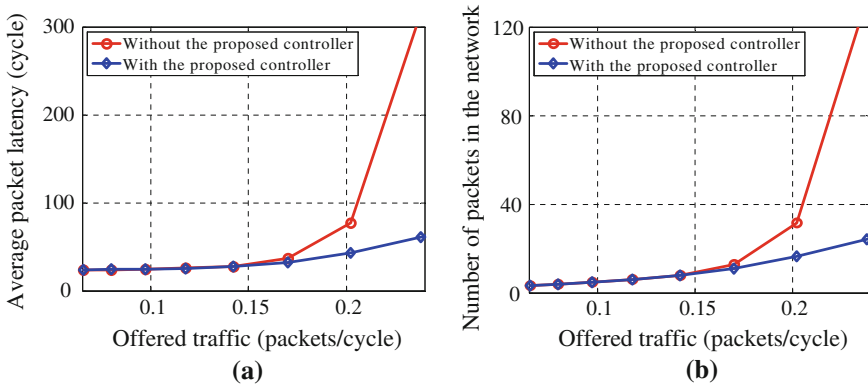 300
300
100
0
Average packet latency (cycle)
Without the proposed controller
With the proposed controller
0.1
0.15
0.2
Offered traffic (packets/cycle)
(a)
120
80
40
0
Number of packets in the network
Without the proposed controller
With the proposed controller
0.1
0.15
0.2
Offered traffic (packets/cycle)
(b)